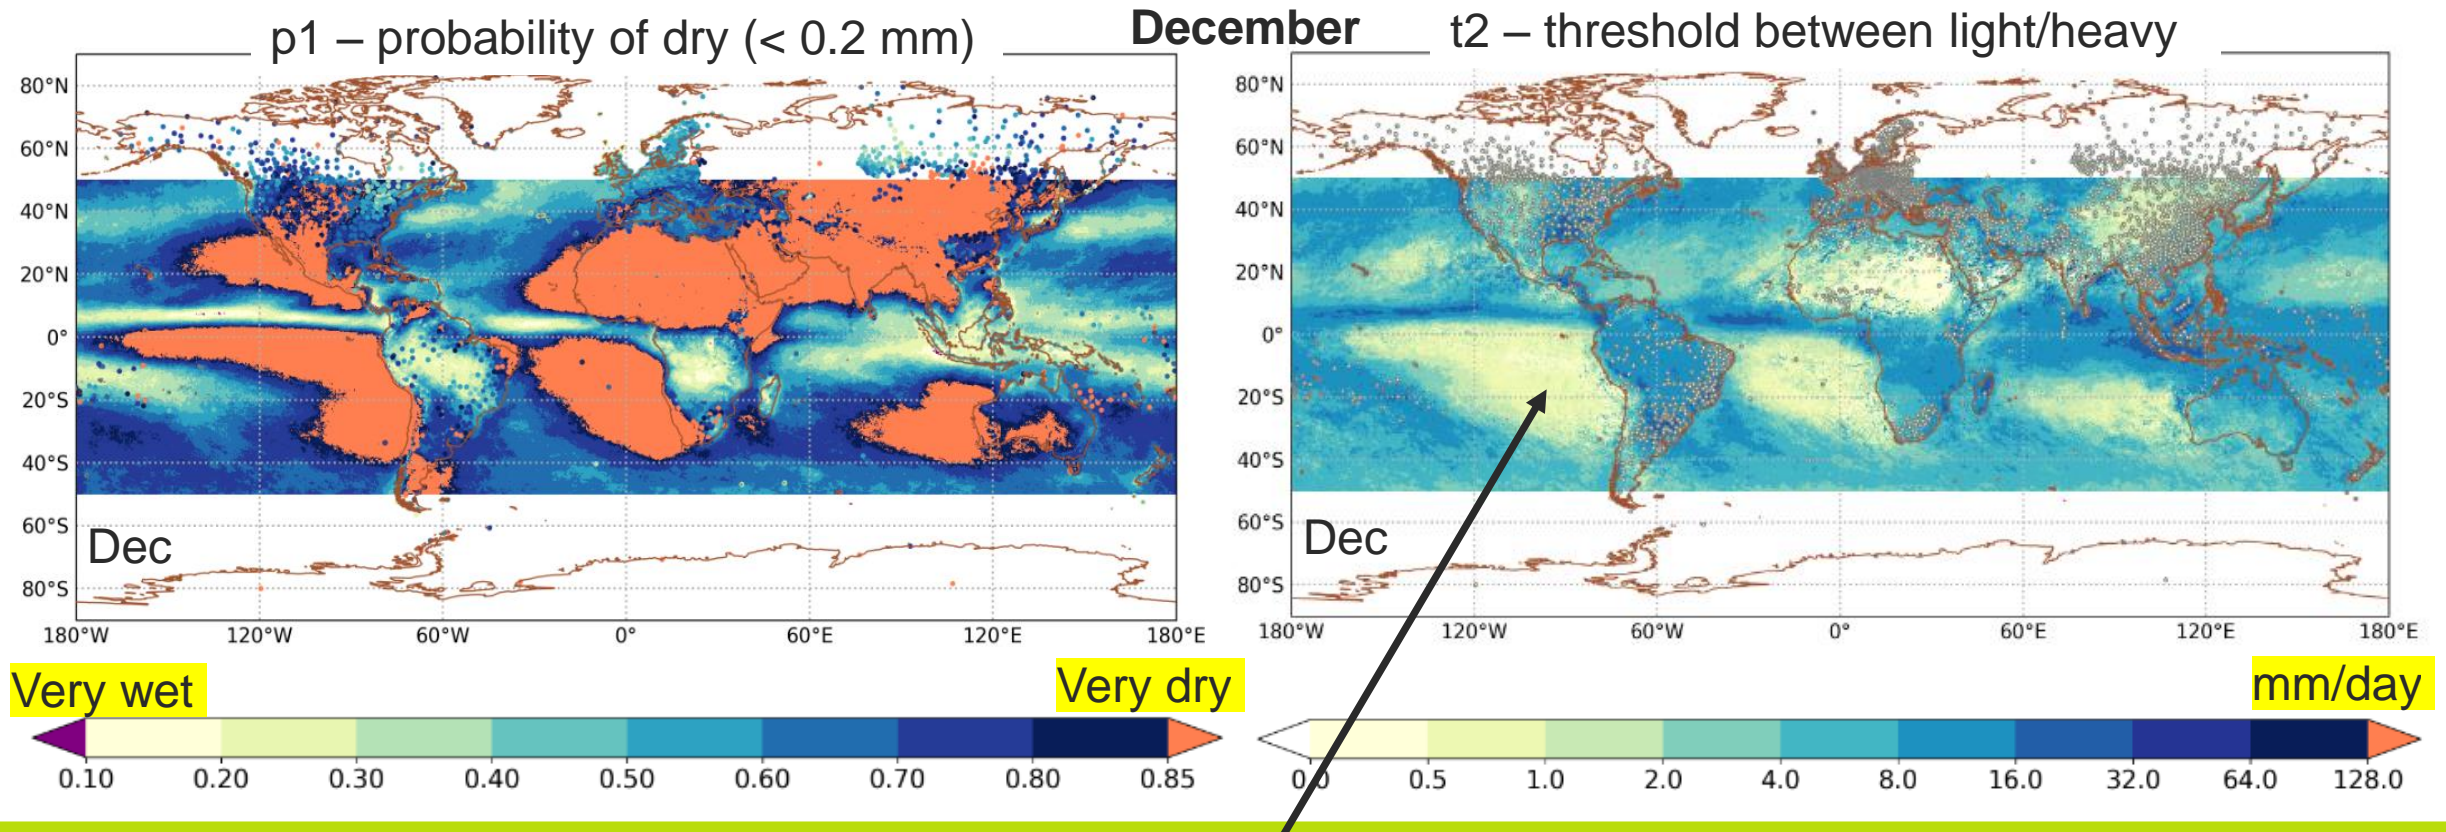 December
p1 – probability of dry (< 0.2 mm)
t2 – threshold between light/heavy
80°N
60°N
40°N
20°N
0°
20°S
40°S
60°S
80°S
Dec
180°W 120°W 60°W 0° 60°E 120°E 180°E
80°N
60°N
40°N
20°N
0°
20°S
40°S
60°S
80°S
Dec
180°W 120°W 60°W 0° 60°E 120°E 180°E
Very wet
Very dry
0.10 0.20 0.30 0.40 0.50 0.60 0.70 0.80 0.85
mm/day
0.0 0.5 1.0 2.0 4.0 8.0 16.0 32.0 64.0 128.0